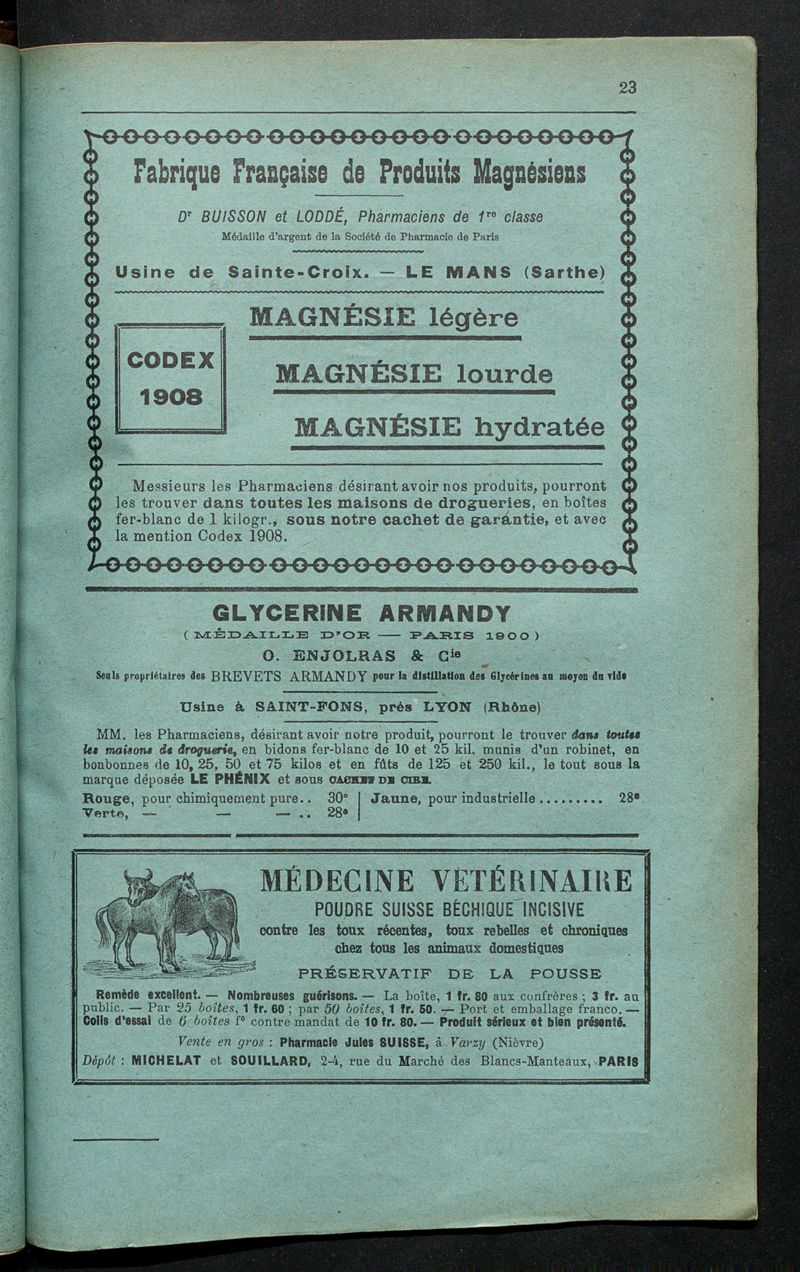 23
Fabrique Française de Produits Magnésiens
Dr BUISSON et LODDÉ, Pharmaciens de 1re classe
Médaille d'argent de la Société de Pharmacie de Paris
Usine de Sainte-Croix. — LE MANS (Sarthe)
MAGNÉSIE légère
CODEX
1908
MAGNÉSIE lourde
MAGNÉSIE hydratée
Messieurs les Pharmaciens désirant avoir nos produits, pourront
les trouver dans toutes les maisons de drogueries, en boîtes
fer-blanc de 1 kilogr., sous notre cachet de garantie, et avec
la mention Codex 1908.
GLYCERINE ARMANDY
(MÉDAILLE D'OR — PARIS 1900)
O. ENJOLRAS & Cie
Seuls propriétaires des BREVETS ARMANDY pour la distillation des Glycérines au moyen du vide
Usine à SAINT-FONS, près LYON (Rhône)
MM. les Pharmaciens, désirant avoir notre produit, pourront le trouver dans toutes
les maisons de droguerie, en bidons fer-blanc de 10 et 25 kil. munis d'un robinet, en
bonbonnes de 10, 25, 50 et 75 kilos et en fûts de 125 et 250 kil., le tout sous la
marque déposée LE PHÉNIX et sous CACHET DE CIRE.
Rouge, pour chimiquement pure.. 30° | Jaune, pour industrielle ......... 28°
Verte, — — — .. 28° |
MÉDECINE VÉTÉRINAIRE
POUDRE SUISSE BÉCHIQUE INCISIVE
contre les toux récentes, toux rebelles et chroniques
chez tous les animaux domestiques
PRÉSERVATIF DE LA POUSSE
Remède excellent. — Nombreuses guérisons. — La boîte, 1 fr. 80 aux confrères ; 3 fr. au
public. — Par 25 boîtes, 1 fr. 60 ; par 50 boîtes, 1 fr. 50. — Port et emballage franco. —
Colis d'essai de 6 boîtes fo contre mandat de 10 fr. 80. — Produit sérieux et bien présenté.
Vente en gros : Pharmacie Jules SUISSE, à Varzy (Nièvre)
Dépôt : MICHELAT et SOUILLARD, 2-4, rue du Marché des Blancs-Manteaux, PARIS